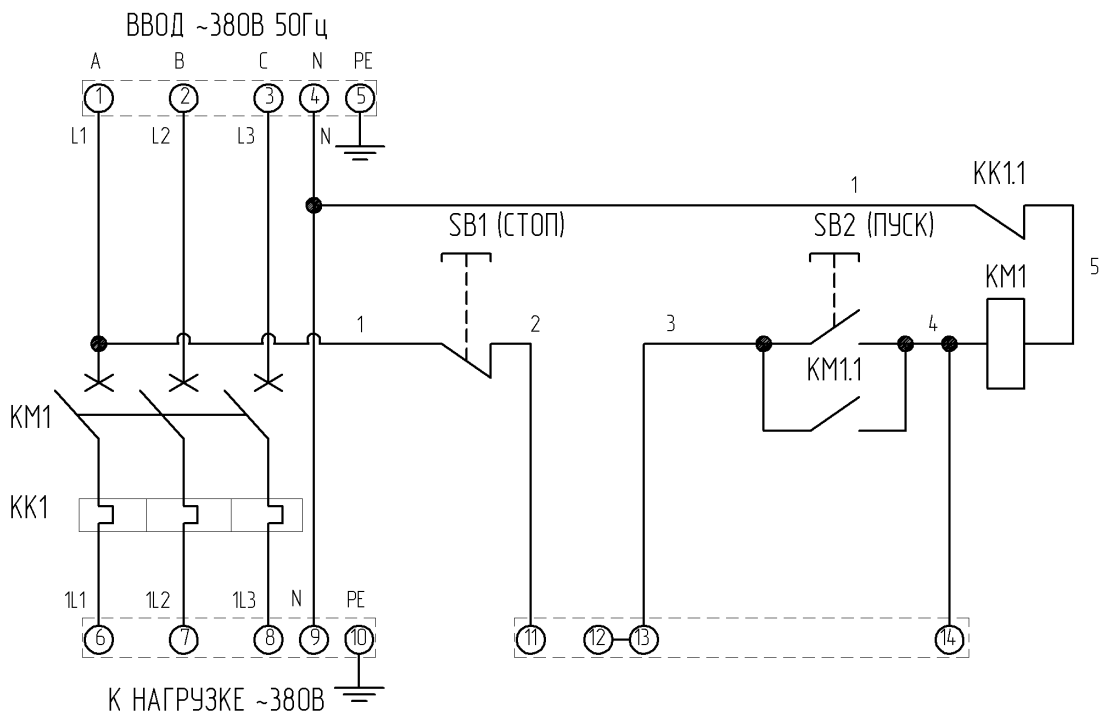 ВВОД ~380В 50Гц
A B C N PE
1 2 3 4 5
L1 L2 L3 N
1 KK1.1
SB1 (СТОП) SB2 (ПУСК)
5
KM1
1 2 3 4
KM1.1
KM1
KK1
1L1 1L2 1L3 N PE
6 7 8 9 10 11 12 13 14
К НАГРУЗКЕ ~380В